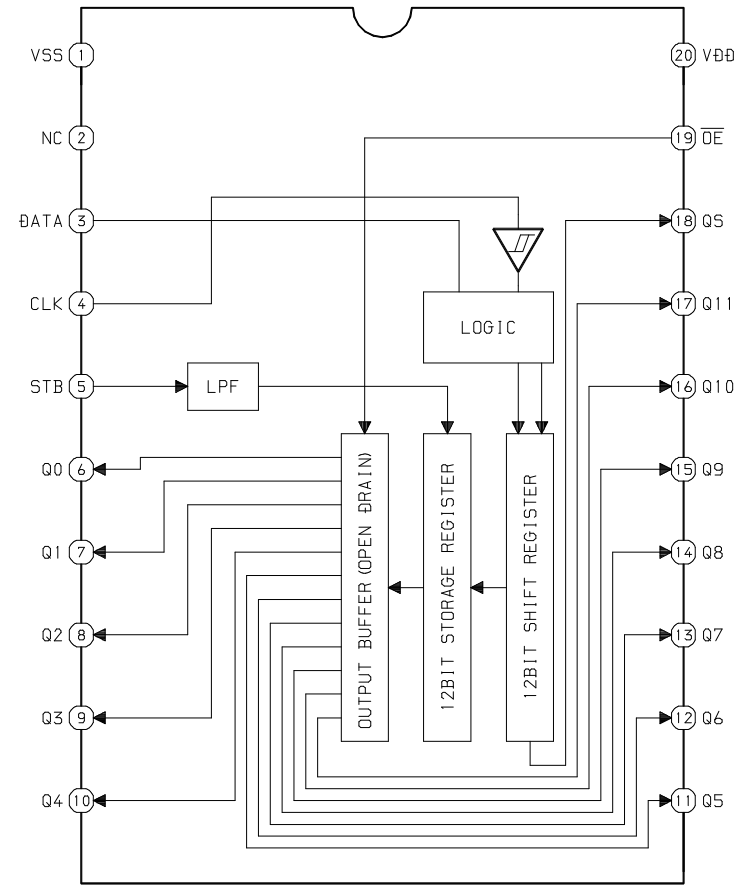 VSS 1
20 VDD
NC 2
19 OE
DATA 3
18 QS
CLK 4
17 Q11
LOGIC
STB 5
LPF
16 Q10
Q0 6
15 Q9
Q1 7
14 Q8
Q2 8
13 Q7
Q3 9
12 Q6
Q4 10
11 Q5
OUTPUT BUFFER (OPEN DRAIN)
12BIT STORAGE REGISTER
12BIT SHIFT REGISTER